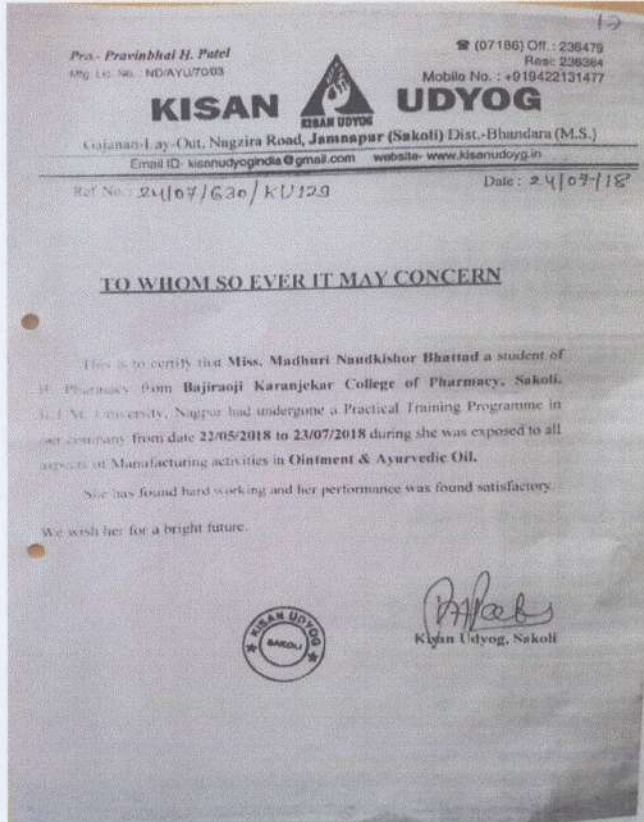 12
Pro.- Pravinbhai H. Patel
Mfg. Lic. No. : ND/AYU/70/03
☎ (07186) Off. : 236479
Resi: 236384
Mobile No. : +919422131477
KISAN UDYOG
KISAN UDYOG
Gajanan-Lay-Out, Nagzira Road, Jamnapur (Sakoli) Dist.-Bhandara (M.S.)
Email ID- kisanudyogindia@gmail.com website- www.kisanudoyg.in
Ref No.: 24/07/630/KU129
Date : 24/07/18
TO WHOM SO EVER IT MAY CONCERN
This is to certify that Miss. Madhuri Nandkishor Bhattad a student of
Pharmacy from Bajiraoji Karanjekar College of Pharmacy, Sakoli.
University, Nagpur had undergone a Practical Training Programme in
our company from date 22/05/2018 to 23/07/2018 during she was exposed to all
aspects of Manufacturing activities in Ointment & Ayurvedic Oil.
She has found hard working and her performance was found satisfactory.
We wish her for a bright future.
KISAN UDYOG
SAKOLI
Kisan Udyog, Sakoli